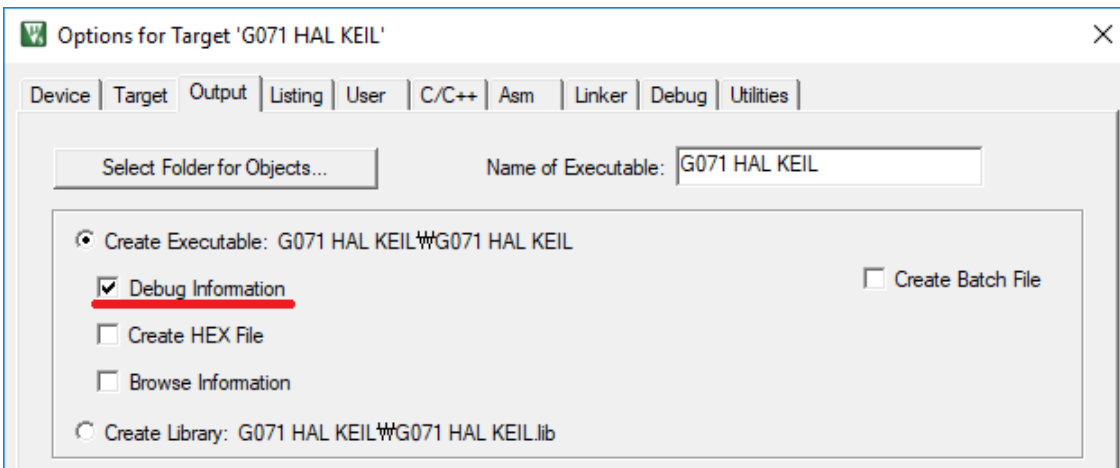 Options for Target 'G071 HAL KEIL'
Device Target Output Listing User C/C++ Asm Linker Debug Utilities
Select Folder for Objects... Name of Executable: G071 HAL KEIL
Create Executable: G071 HAL KEIL₩G071 HAL KEIL
Debug Information Create Batch File
Create HEX File
Browse Information
Create Library: G071 HAL KEIL₩G071 HAL KEIL.lib